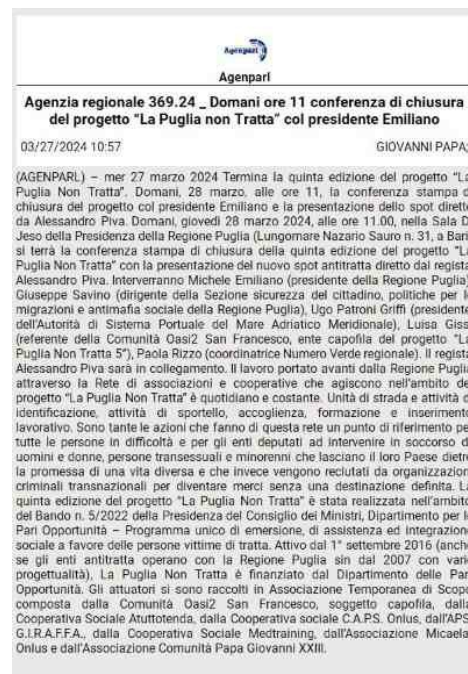 Agenparl
Agenparl
Agenzia regionale 369.24 _ Domani ore 11 conferenza di chiusura
del progetto “La Puglia non Tratta” col presidente Emiliano
03/27/2024 10:57 GIOVANNI PAPA;
(AGENPARL) – mer 27 marzo 2024 Termina la quinta edizione del progetto “La
Puglia Non Tratta”. Domani, 28 marzo, alle ore 11, la conferenza stampa d
chiusura del progetto col presidente Emiliano e la presentazione dello spot dirett
da Alessandro Piva. Domani, giovedì 28 marzo 2024, alle ore 11.00, nella Sala D
Jeso della Presidenza della Regione Puglia (Lungomare Nazario Sauro n. 31, a Bari
si terrà la conferenza stampa di chiusura della quinta edizione del progetto “La
Puglia Non Tratta” con la presentazione del nuovo spot antitratta diretto dal regista
Alessandro Piva. Interverranno Michele Emiliano (presidente della Regione Puglia)
Giuseppe Savino (dirigente della Sezione sicurezza del cittadino, politiche per l
migrazioni e antimafia sociale della Regione Puglia), Ugo Patroni Griffi (presidente
dell’Autorità di Sistema Portuale del Mare Adriatico Meridionale), Luisa Gissi
(referente della Comunità Oasi2 San Francesco, ente capofila del progetto “La
Puglia Non Tratta 5”), Paola Rizzo (coordinatrice Numero Verde regionale). Il regista
Alessandro Piva sarà in collegamento. Il lavoro portato avanti dalla Regione Puglia
attraverso la Rete di associazioni e cooperative che agiscono nell’ambito de
progetto “La Puglia Non Tratta” è quotidiano e costante. Unità di strada e attività d
identificazione, attività di sportello, accoglienza, formazione e inseriment
lavorativo. Sono tante le azioni che fanno di questa rete un punto di riferimento pe
tutte le persone in difficoltà e per gli enti deputati ad intervenire in soccorso d
uomini e donne, persone transessuali e minorenni che lasciano il loro Paese dietr
la promessa di una vita diversa e che invece vengono reclutati da organizzazion
criminali transnazionali per diventare merci senza una destinazione definita. La
quinta edizione del progetto “La Puglia Non Tratta” è stata realizzata nell’ambit
del Bando n. 5/2022 della Presidenza del Consiglio dei Ministri, Dipartimento per l
Pari Opportunità – Programma unico di emersione, di assistenza ed integrazion
sociale a favore delle persone vittime di tratta. Attivo dal 1° settembre 2016 (anch
se gli enti antitratta operano con la Regione Puglia sin dal 2007 con vari
progettualità), La Puglia Non Tratta è finanziato dal Dipartimento delle Par
Opportunità. Gli attuatori si sono raccolti in Associazione Temporanea di Scop
composta dalla Comunità Oasi2 San Francesco, soggetto capofila, dalla
Cooperativa Sociale Atuttotenda, dalla Cooperativa sociale C.A.P.S. Onlus, dall’APS
G.I.R.A.F.F.A., dalla Cooperativa Sociale Medtraining, dall’Associazione Micaela
Onlus e dall’Associazione Comunità Papa Giovanni XXIII.